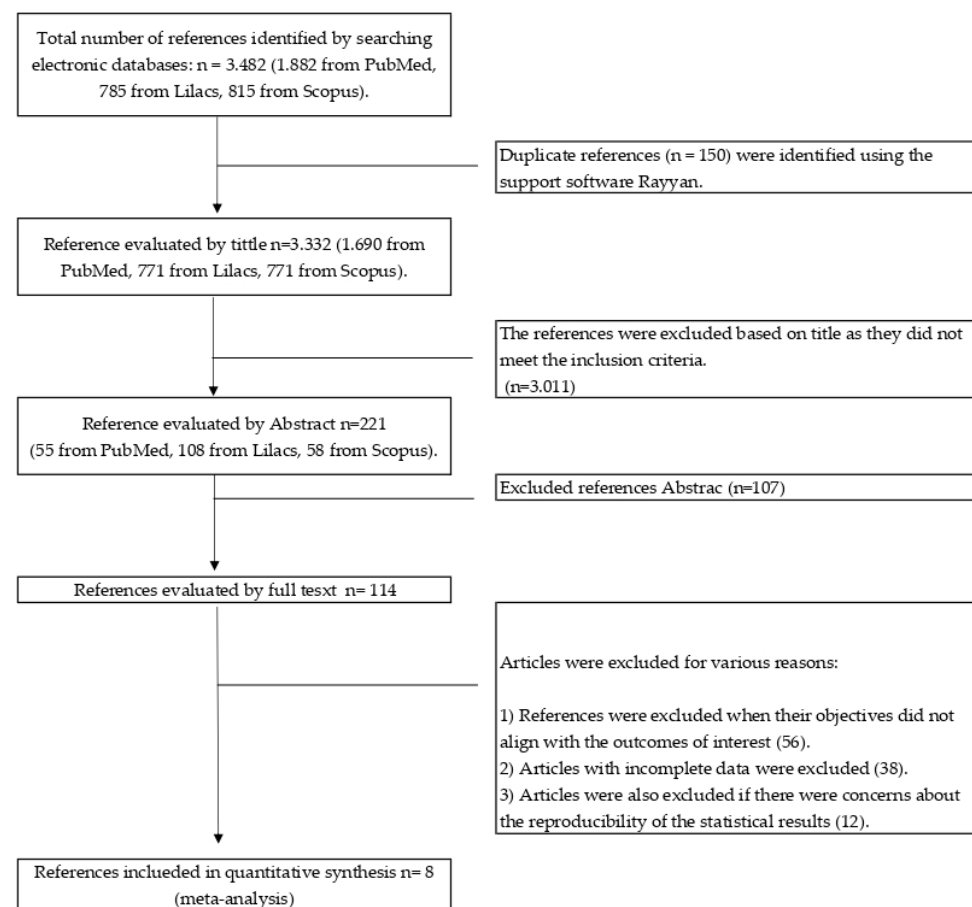 Total number of references identified by searching
electronic databases: n = 3.482 (1.882 from PubMed,
785 from Lilacs, 815 from Scopus).
Duplicate references (n = 150) were identified using the
support software Rayyan.
Reference evaluated by tittle n=3.332 (1.690 from
PubMed, 771 from Lilacs, 771 from Scopus).
The references were excluded based on title as they did not
meet the inclusion criteria.
(n=3.011)
Reference evaluated by Abstract n=221
(55 from PubMed, 108 from Lilacs, 58 from Scopus).
Excluded references Abstrac (n=107)
References evaluated by full tesxt n= 114
Articles were excluded for various reasons:
1) References were excluded when their objectives did not
align with the outcomes of interest (56).
2) Articles with incomplete data were excluded (38).
3) Articles were also excluded if there were concerns about
the reproducibility of the statistical results (12).
References inclueded in quantitative synthesis n= 8
(meta-analysis)